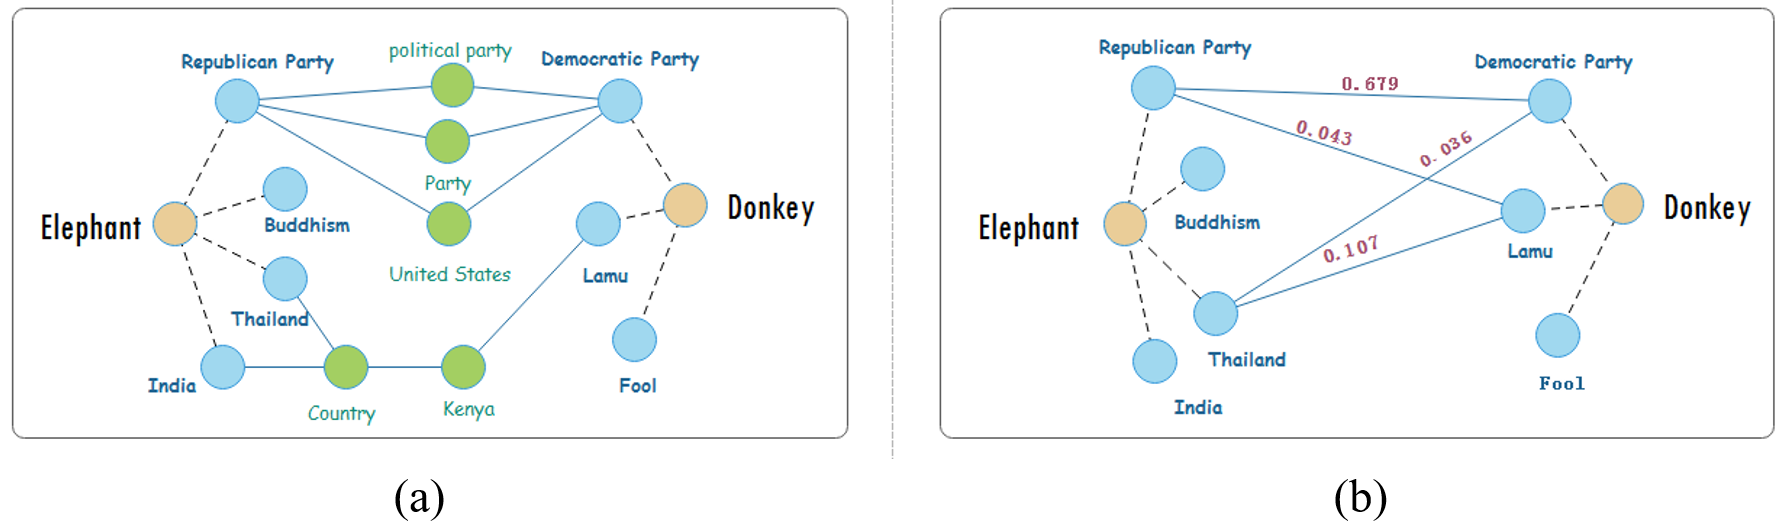 Republican Party
political party
Democratic Party
Party
Elephant
Buddhism
Donkey
United States
Lamu
Thailand
India
Country
Kenya
Fool
(a)
Republican Party
Democratic Party
0.679
0.043
0.036
Elephant
Buddhism
Donkey
0.107
Lamu
Thailand
Fool
India
(b)